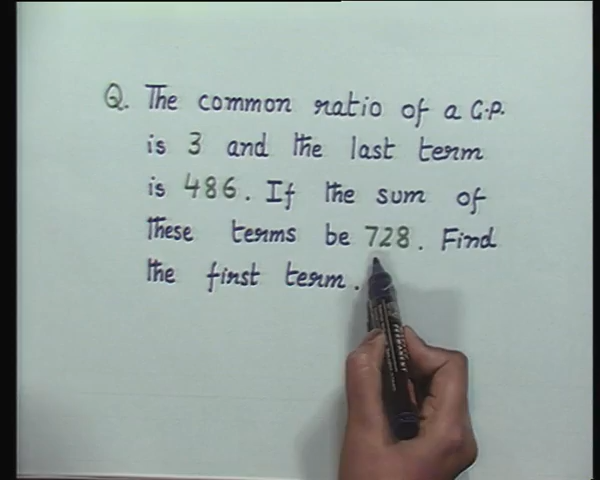 Q. The common ratio of a G.P.
is 3 and the last term
is 486. If the sum of
these terms be 728. Find
the first term.